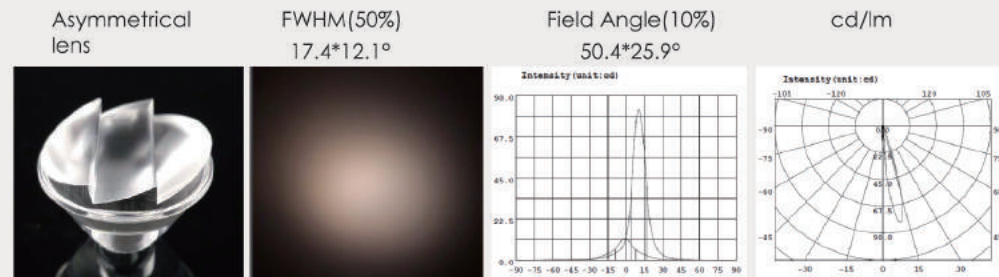 Asymmetrical
lens
FWHM(50%)
17.4*12.1°
Field Angle(10%)
50.4*25.9°
cd/lm
Intensity (unit:cd)
90.0
67.5
45.0
22.5
0.0
-90 -75 -60 -45 -30 -15 0 15 30 45 60 75 90
Intensity (unit:cd)
-105 -120 120 105
-90
-75
-60
-45
-30 -15 0 15 30
0.0
22.5
45.0
67.5
90.0